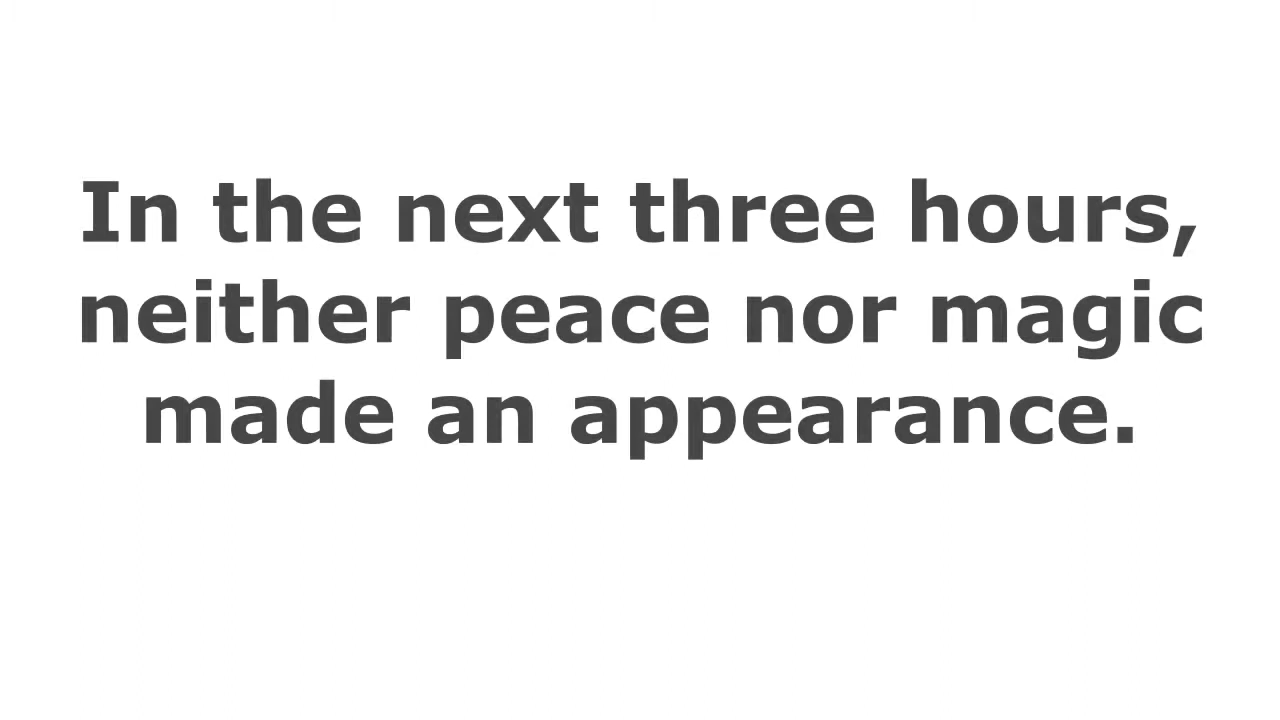 In the next three hours,
neither peace nor magic
made an appearance.